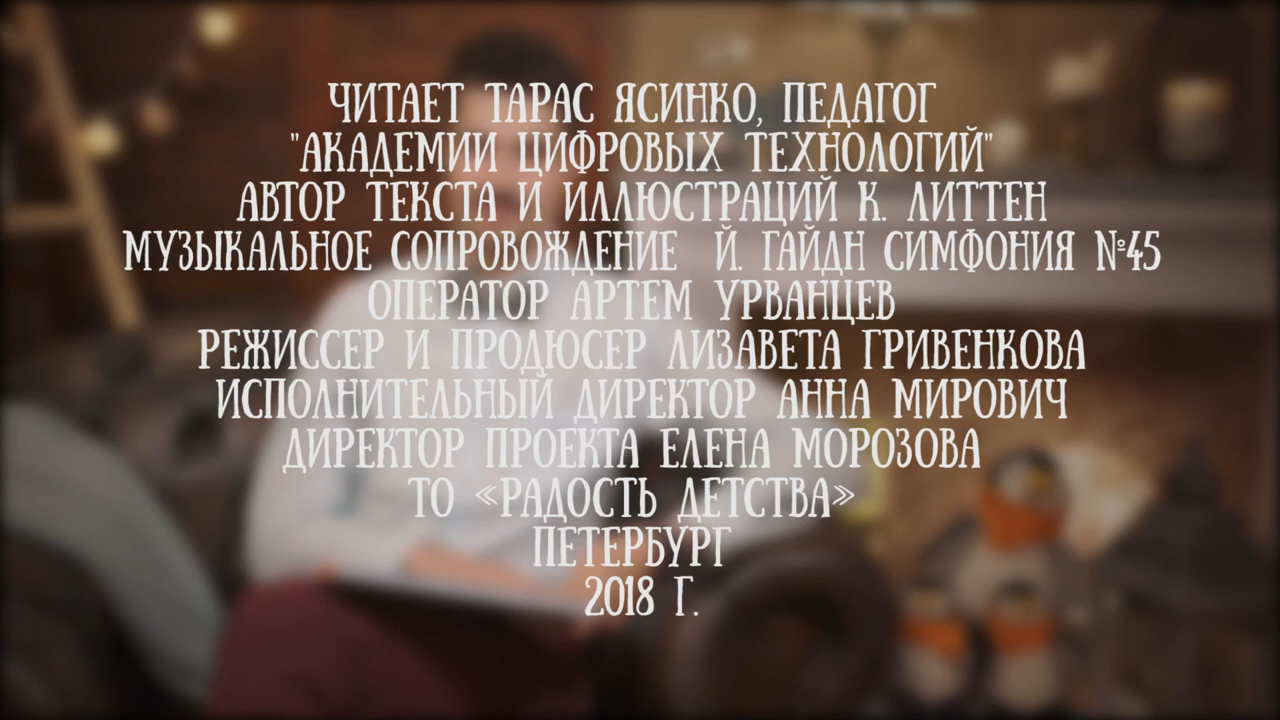 ЧИТАЕТ ТАРАС ЯСИНКО, ПЕДАГОГ
"АКАДЕМИИ ЦИФРОВЫХ ТЕХНОЛОГИЙ"
АВТОР ТЕКСТА И ИЛЛЮСТРАЦИЙ К. ЛИТТЕН
МУЗЫКАЛЬНОЕ СОПРОВОЖДЕНИЕ Й. ГАЙДН СИМФОНИЯ №45
ОПЕРАТОР АРТЕМ УРВАНЦЕВ
РЕЖИССЕР И ПРОДЮСЕР ЛИЗАВЕТА ГРИВЕНКОВА
ИСПОЛНИТЕЛЬНЫЙ ДИРЕКТОР АННА МИРОВИЧ
ДИРЕКТОР ПРОЕКТА ЕЛЕНА МОРОЗОВА
ТО «РАДОСТЬ ДЕТСТВА»
ПЕТЕРБУРГ
2018 Г.